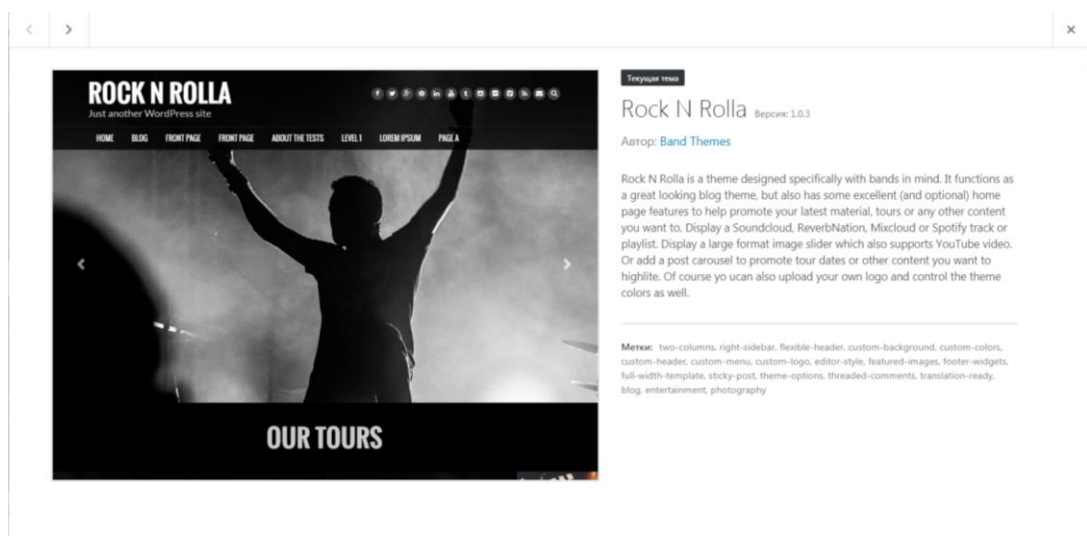 ROCK N ROLLA
Just another WordPress site
HOME BLOG FRONT PAGE FRONT PAGE ABOUT THE TESTS LEVEL 1 LOREM IPSUM PAGE A
OUR TOURS
Текущая тема
Rock N Rolla Версия: 1.0.3
Автор: Band Themes
Rock N Rolla is a theme designed specifically with bands in mind. It functions as
a great looking blog theme, but also has some excellent (and optional) home
page features to help promote your latest material, tours or any other content
you want to. Display a Soundcloud, ReverbNation, Mixcloud or Spotify track or
playlist. Display a large format image slider which also supports YouTube video.
Or add a post carousel to promote tour dates or other content you want to
highlite. Of course yo ucan also upload your own logo and control the theme
colors as well.
Метки: two-columns, right-sidebar, flexible-header, custom-background, custom-colors,
custom-header, custom-menu, custom-logo, editor-style, featured-images, footer-widgets,
full-width-template, sticky-post, theme-options, threaded-comments, translation-ready,
blog, entertainment, photography